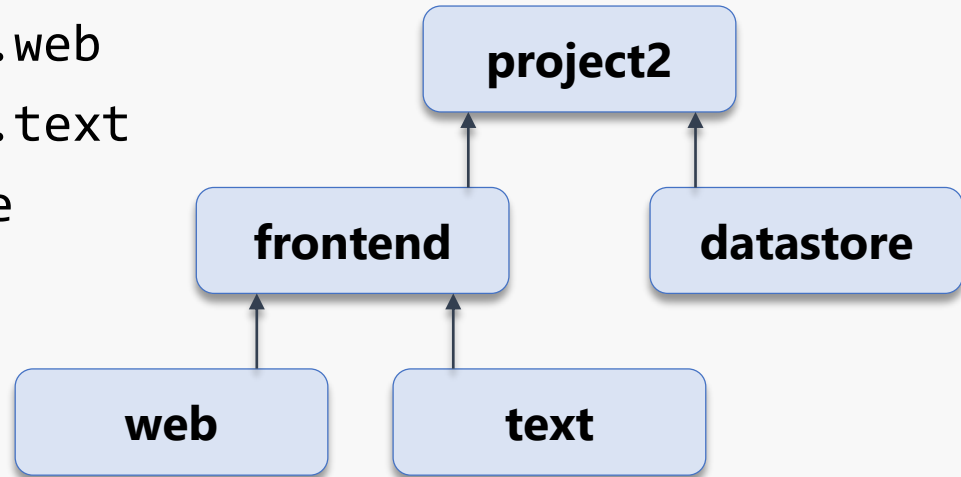 .web
project2
.text
e
frontend
datastore
web
text